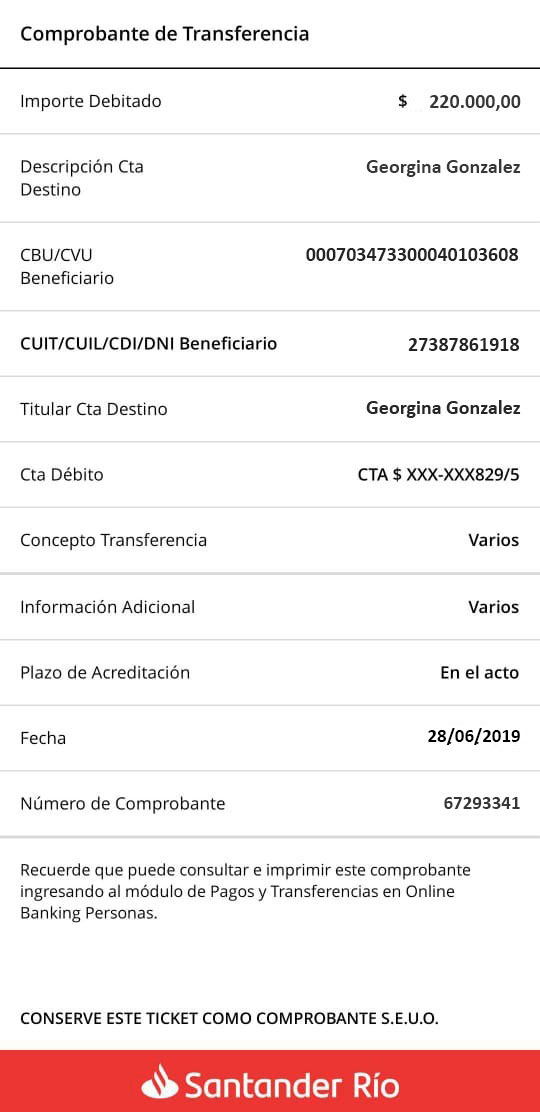 Comprobante de Transferencia
Importe Debitado $ 220.000,00
Descripción Cta Georgina Gonzalez
Destino
CBU/CVU 000703473300040103608
Beneficiario
CUIT/CUIL/CDI/DNI Beneficiario 27387861918
Titular Cta Destino Georgina Gonzalez
Cta Débito CTA $ XXX-XXX829/5
Concepto Transferencia Varios
Información Adicional Varios
Plazo de Acreditación En el acto
Fecha 28/06/2019
Número de Comprobante 67293341
Recuerde que puede consultar e imprimir este comprobante
ingresando al módulo de Pagos y Transferencias en Online
Banking Personas.
CONSERVE ESTE TICKET COMO COMPROBANTE S.E.U.O.
Santander Río